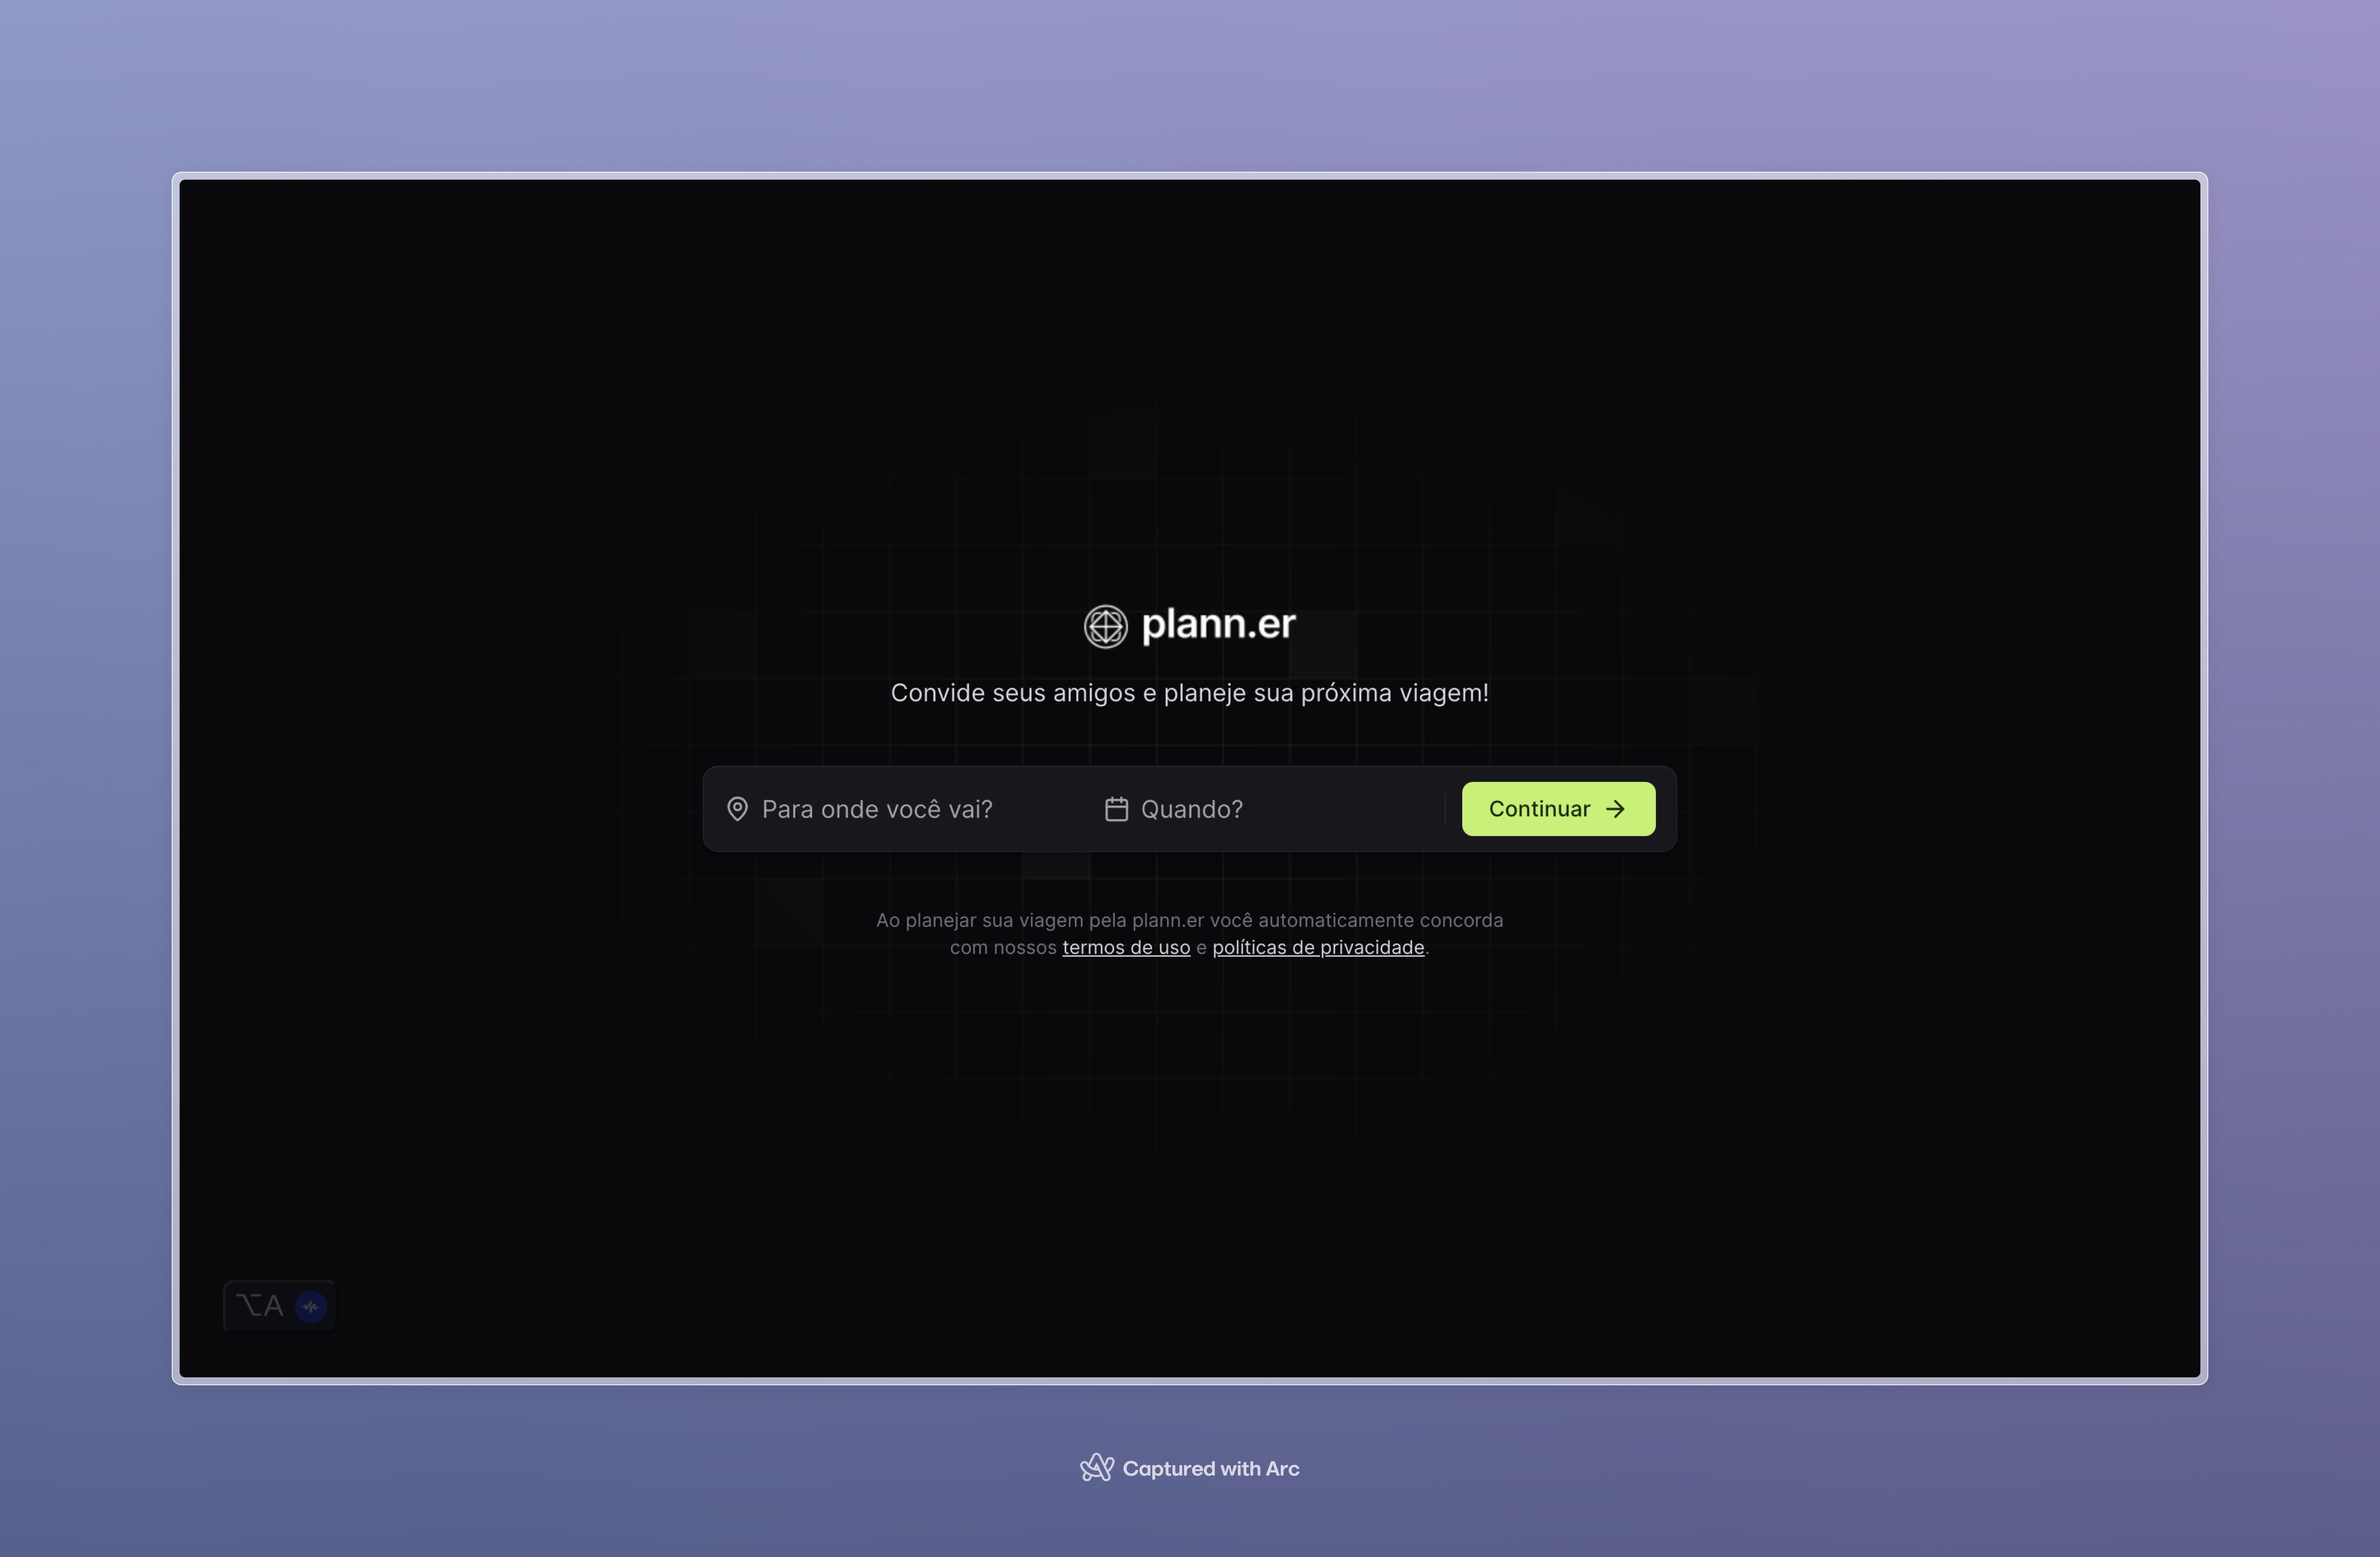 plann.er
Convide seus amigos e planeje sua próxima viagem!
Para onde você vai?
Quando?
Continuar →
Ao planejar sua viagem pela plann.er você automaticamente concorda
com nossos termos de uso e políticas de privacidade.
⌥A
Captured with Arc